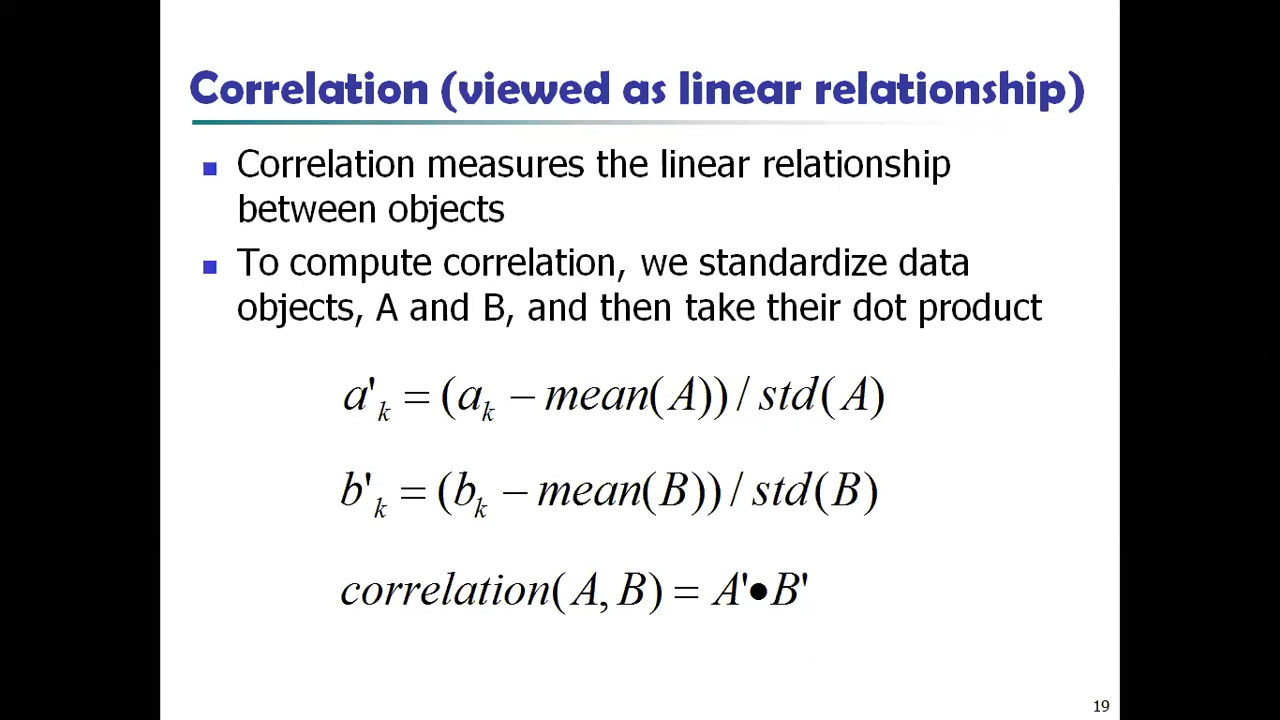 Correlation (viewed as linear relationship)
Correlation measures the linear relationship
between objects
To compute correlation, we standardize data
objects, A and B, and then take their dot product
a'k = (ak − mean(A)) / std(A)
b'k = (bk − mean(B)) / std(B)
correlation(A, B) = A'•B'
19